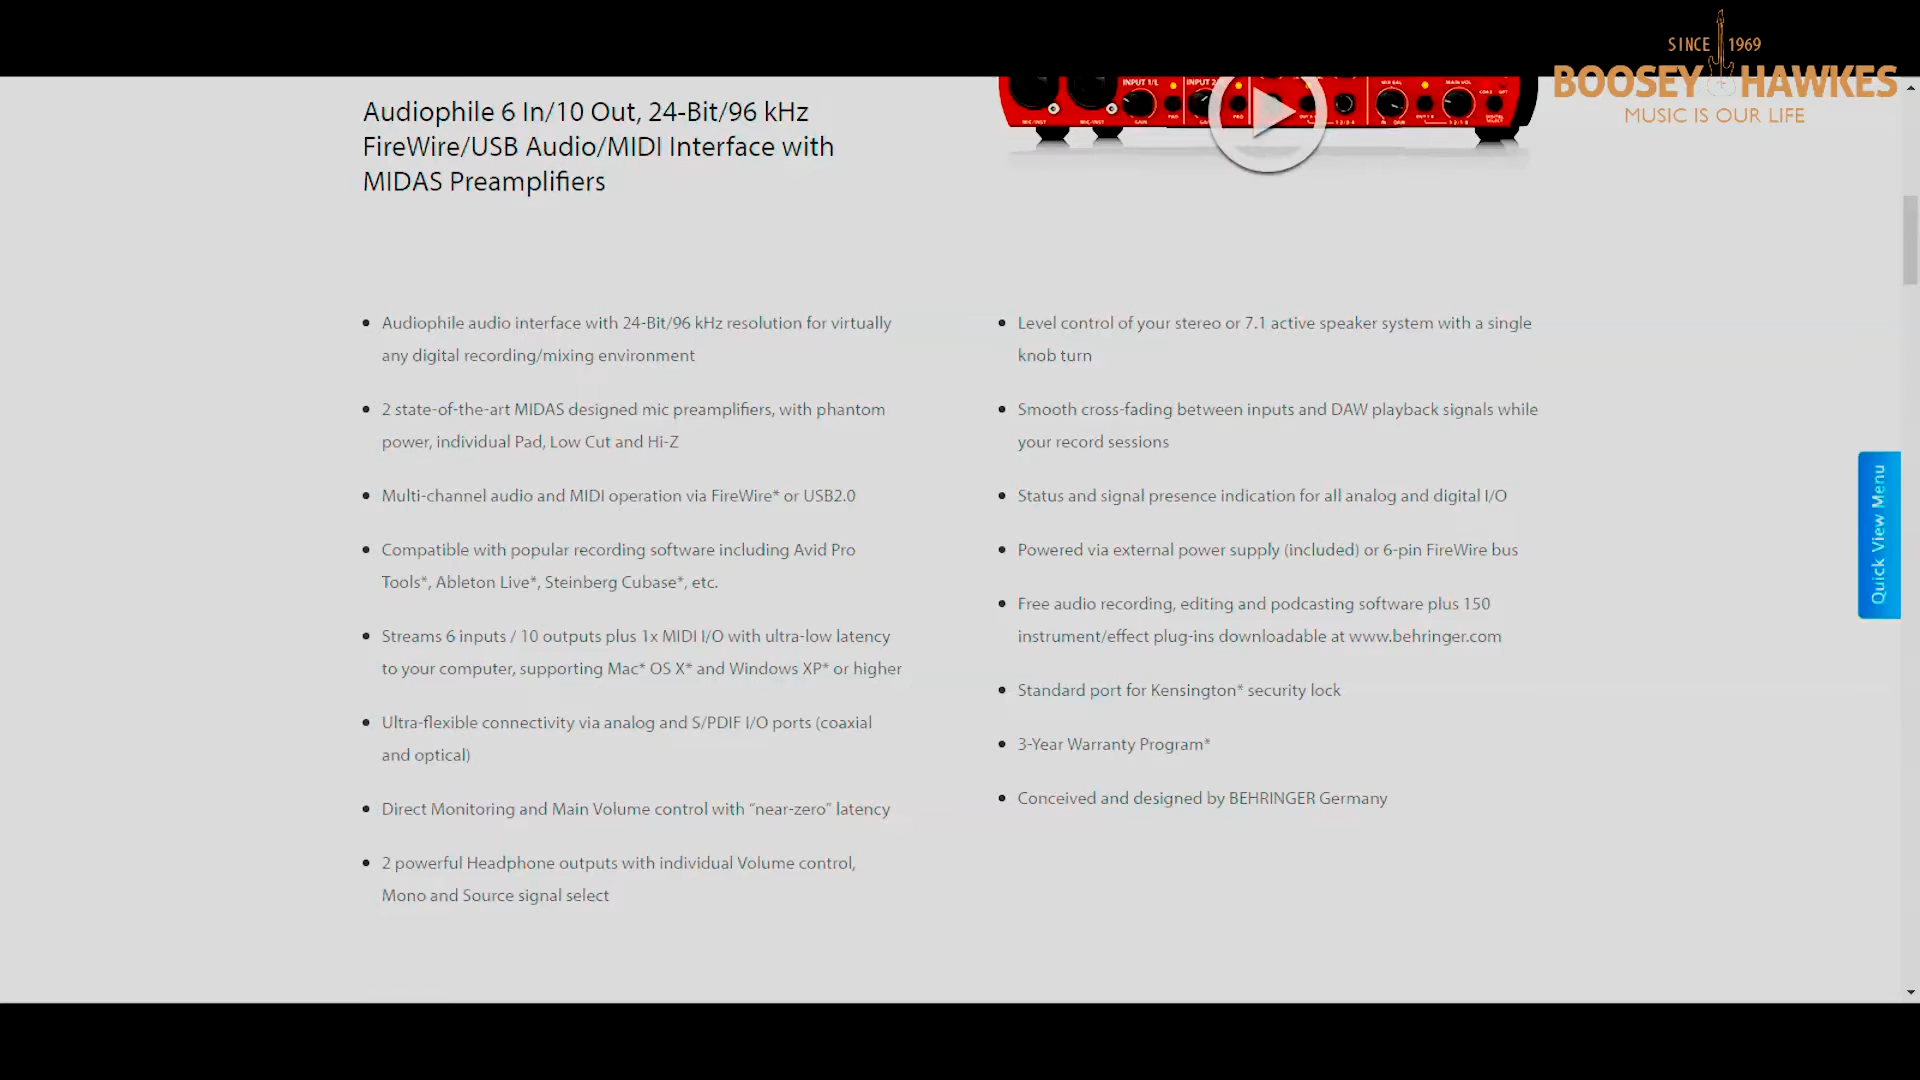 SINCE 1969
BOOSEY HAWKES
MUSIC IS OUR LIFE
INPUT 1/L
INPUT 2
Audiophile 6 In/10 Out, 24-Bit/96 kHz
FireWire/USB Audio/MIDI Interface with
MIDAS Preamplifiers
• Audiophile audio interface with 24-Bit/96 kHz resolution for virtually
any digital recording/mixing environment
• 2 state-of-the-art MIDAS designed mic preamplifiers, with phantom
power, individual Pad, Low Cut and Hi-Z
• Multi-channel audio and MIDI operation via FireWire* or USB2.0
• Compatible with popular recording software including Avid Pro
Tools*, Ableton Live*, Steinberg Cubase*, etc.
• Streams 6 inputs / 10 outputs plus 1x MIDI I/O with ultra-low latency
to your computer, supporting Mac* OS X* and Windows XP* or higher
• Ultra-flexible connectivity via analog and S/PDIF I/O ports (coaxial
and optical)
• Direct Monitoring and Main Volume control with “near-zero” latency
• 2 powerful Headphone outputs with individual Volume control,
Mono and Source signal select
• Level control of your stereo or 7.1 active speaker system with a single
knob turn
• Smooth cross-fading between inputs and DAW playback signals while
your record sessions
• Status and signal presence indication for all analog and digital I/O
• Powered via external power supply (included) or 6-pin FireWire bus
• Free audio recording, editing and podcasting software plus 150
instrument/effect plug-ins downloadable at www.behringer.com
• Standard port for Kensington* security lock
• 3-Year Warranty Program*
• Conceived and designed by BEHRINGER Germany
Quick View Menu